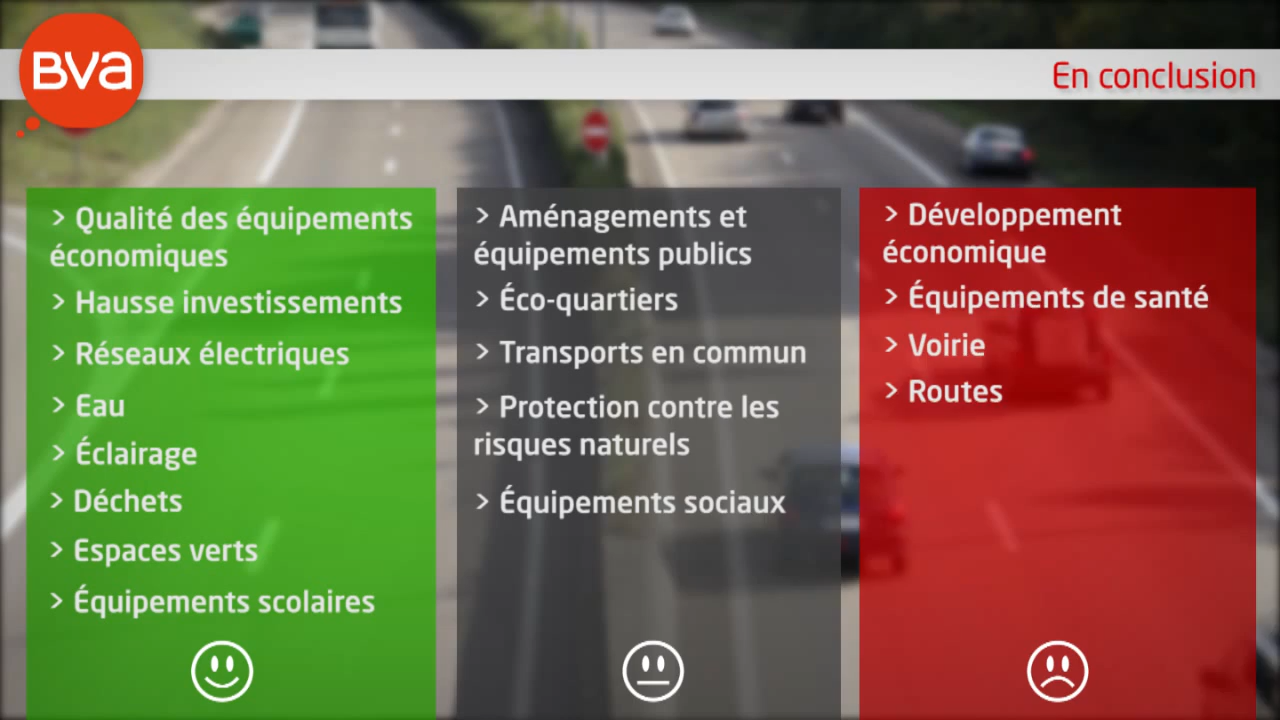 BVa
En conclusion
> Qualité des équipements
économiques
> Hausse investissements
> Réseaux électriques
> Eau
> Éclairage
> Déchets
> Espaces verts
> Équipements scolaires
> Aménagements et
équipements publics
> Éco-quartiers
> Transports en commun
> Protection contre les
risques naturels
> Équipements sociaux
> Développement
économique
> Équipements de santé
> Voirie
> Routes